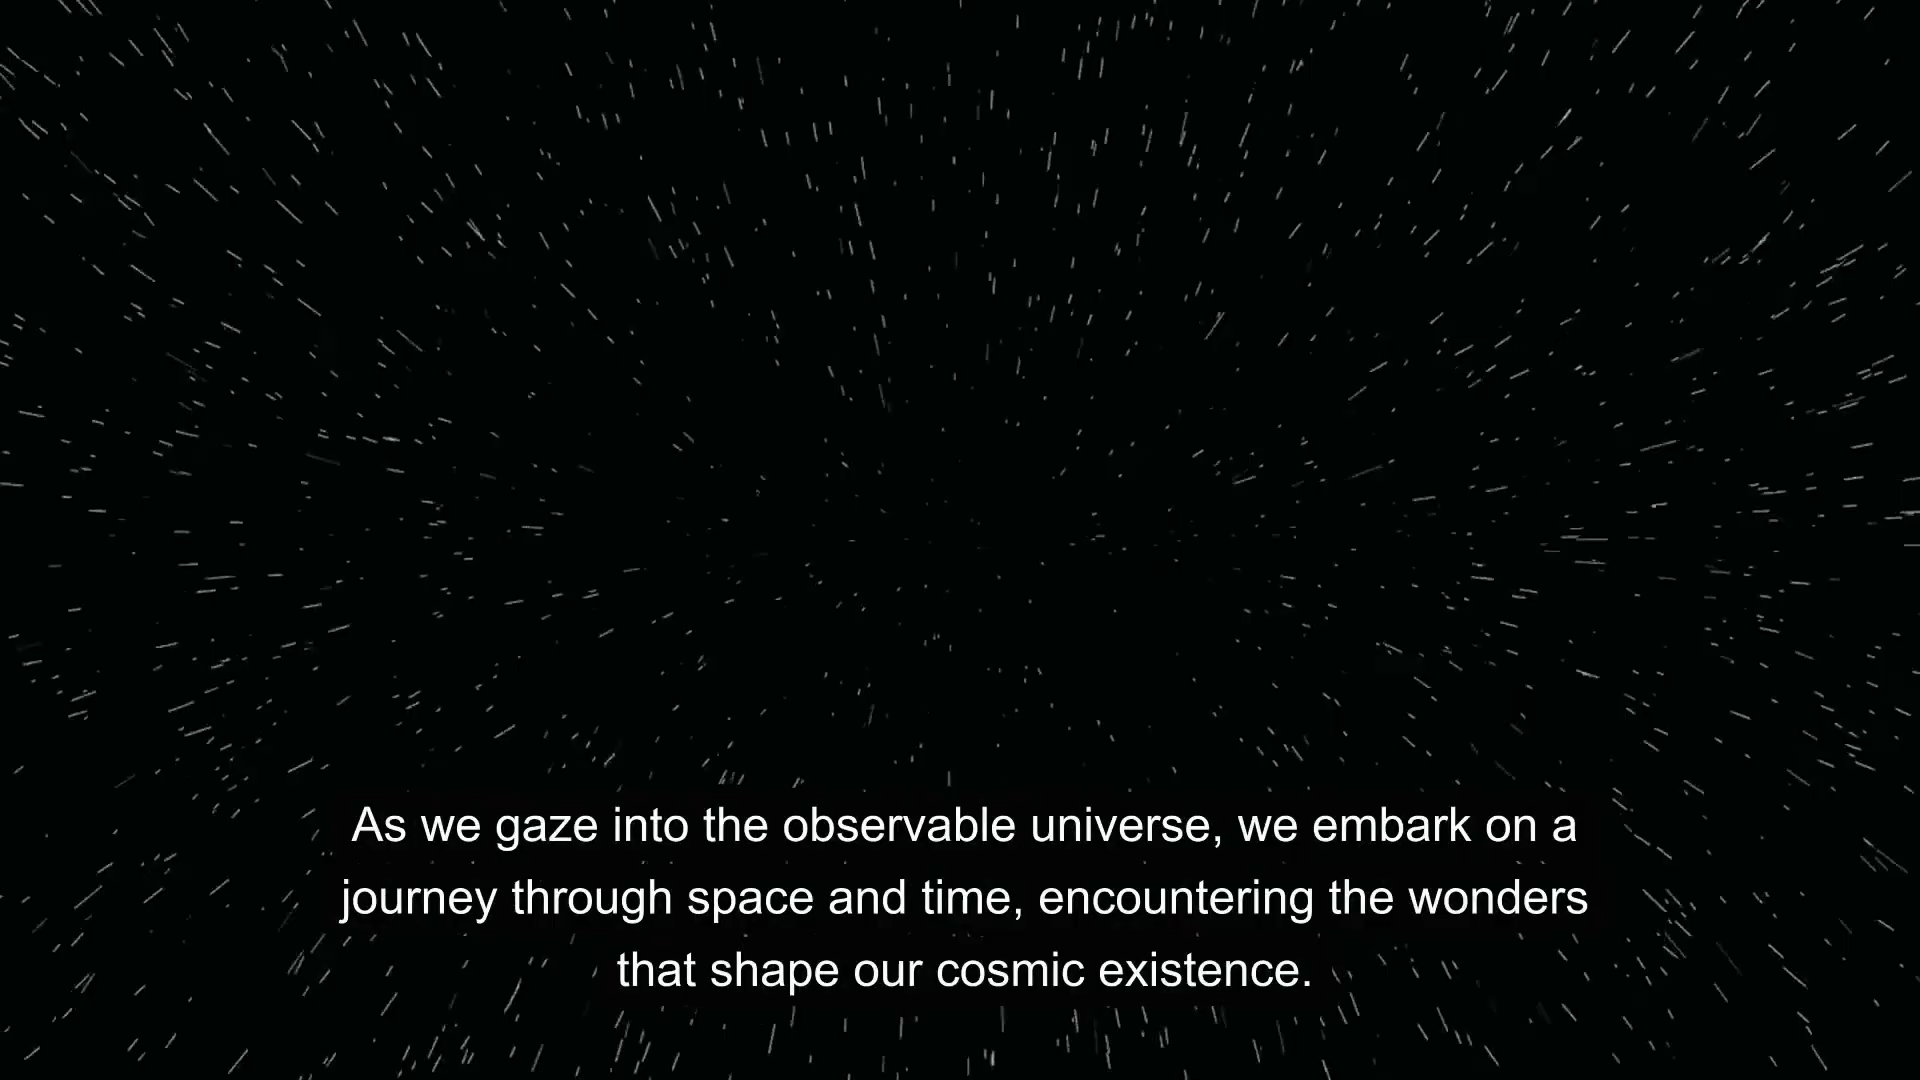 As we gaze into the observable universe, we embark on a
journey through space and time, encountering the wonders
that shape our cosmic existence.